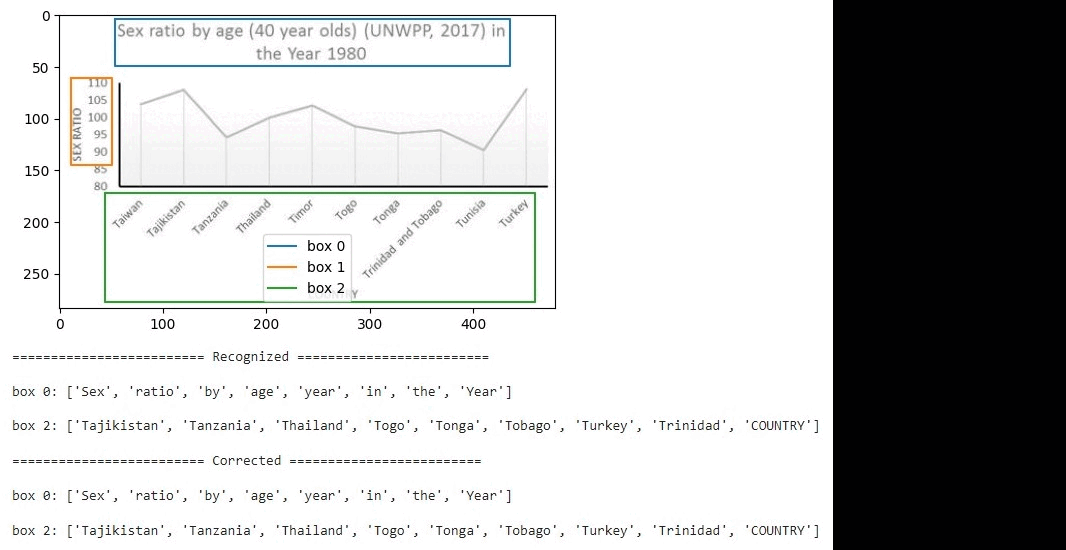 Sex ratio by age (40 year olds) (UNWPP, 2017) in
the Year 1980
0
50
100
150
200
250
110
105
100
95
90
85
80
SEX RATIO
Taiwan
Tajikistan
Tanzania
Thailand
Timor
Togo
Tonga
Trinidad and Tobago
Tunisia
Turkey
box 0
box 1
box 2
0 100 200 300 400
========================= Recognized =========================
box 0: ['Sex', 'ratio', 'by', 'age', 'year', 'in', 'the', 'Year']
box 2: ['Tajikistan', 'Tanzania', 'Thailand', 'Togo', 'Tonga', 'Tobago', 'Turkey', 'Trinidad', 'COUNTRY']
========================= Corrected =========================
box 0: ['Sex', 'ratio', 'by', 'age', 'year', 'in', 'the', 'Year']
box 2: ['Tajikistan', 'Tanzania', 'Thailand', 'Togo', 'Tonga', 'Tobago', 'Turkey', 'Trinidad', 'COUNTRY']